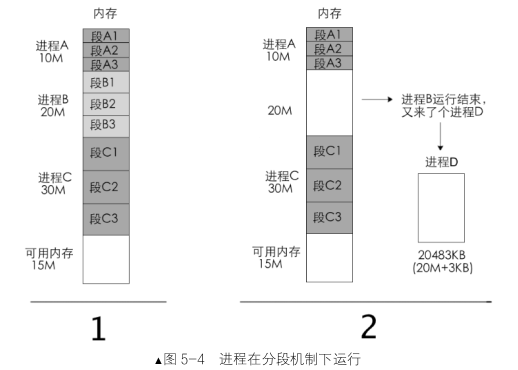 内存
进程A
10M
段A1
段A2
段A3
进程B
20M
段B1
段B2
段B3
进程C
30M
段C1
段C2
段C3
可用内存
15M
1
内存
进程A
10M
段A1
段A2
段A3
20M
进程C
30M
段C1
段C2
段C3
可用内存
15M
进程B运行结束,
又来了个进程D
进程D
20483KB
(20M+3KB)
2
▲图 5-4 进程在分段机制下运行